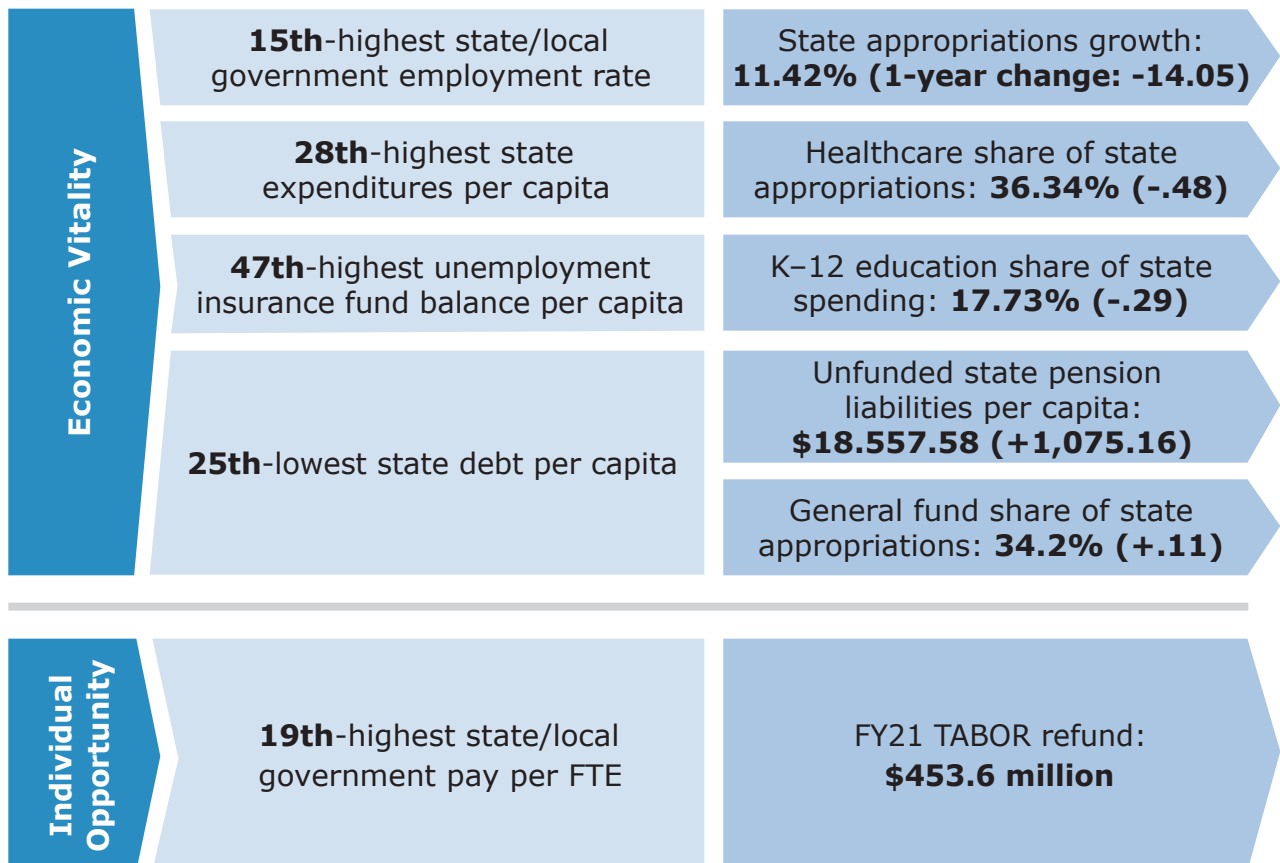 Economic Vitality
15th-highest state/local
government employment rate
State appropriations growth:
11.42% (1-year change: -14.05)
28th-highest state
expenditures per capita
Healthcare share of state
appropriations: 36.34% (-.48)
47th-highest unemployment
insurance fund balance per capita
K–12 education share of state
spending: 17.73% (-.29)
25th-lowest state debt per capita
Unfunded state pension
liabilities per capita:
$18.557.58 (+1,075.16)
General fund share of state
appropriations: 34.2% (+.11)
Individual
Opportunity
19th-highest state/local
government pay per FTE
FY21 TABOR refund:
$453.6 million